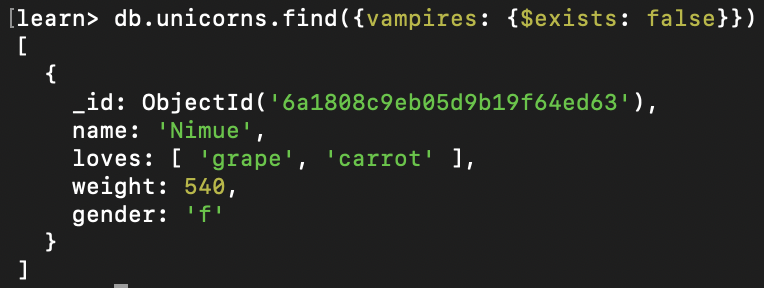 [learn> db.unicorns.find({vampires: {$exists: false}})
[
  {
    _id: ObjectId('6a1808c9eb05d9b19f64ed63'),
    name: 'Nimue',
    loves: [ 'grape', 'carrot' ],
    weight: 540,
    gender: 'f'
  }
]